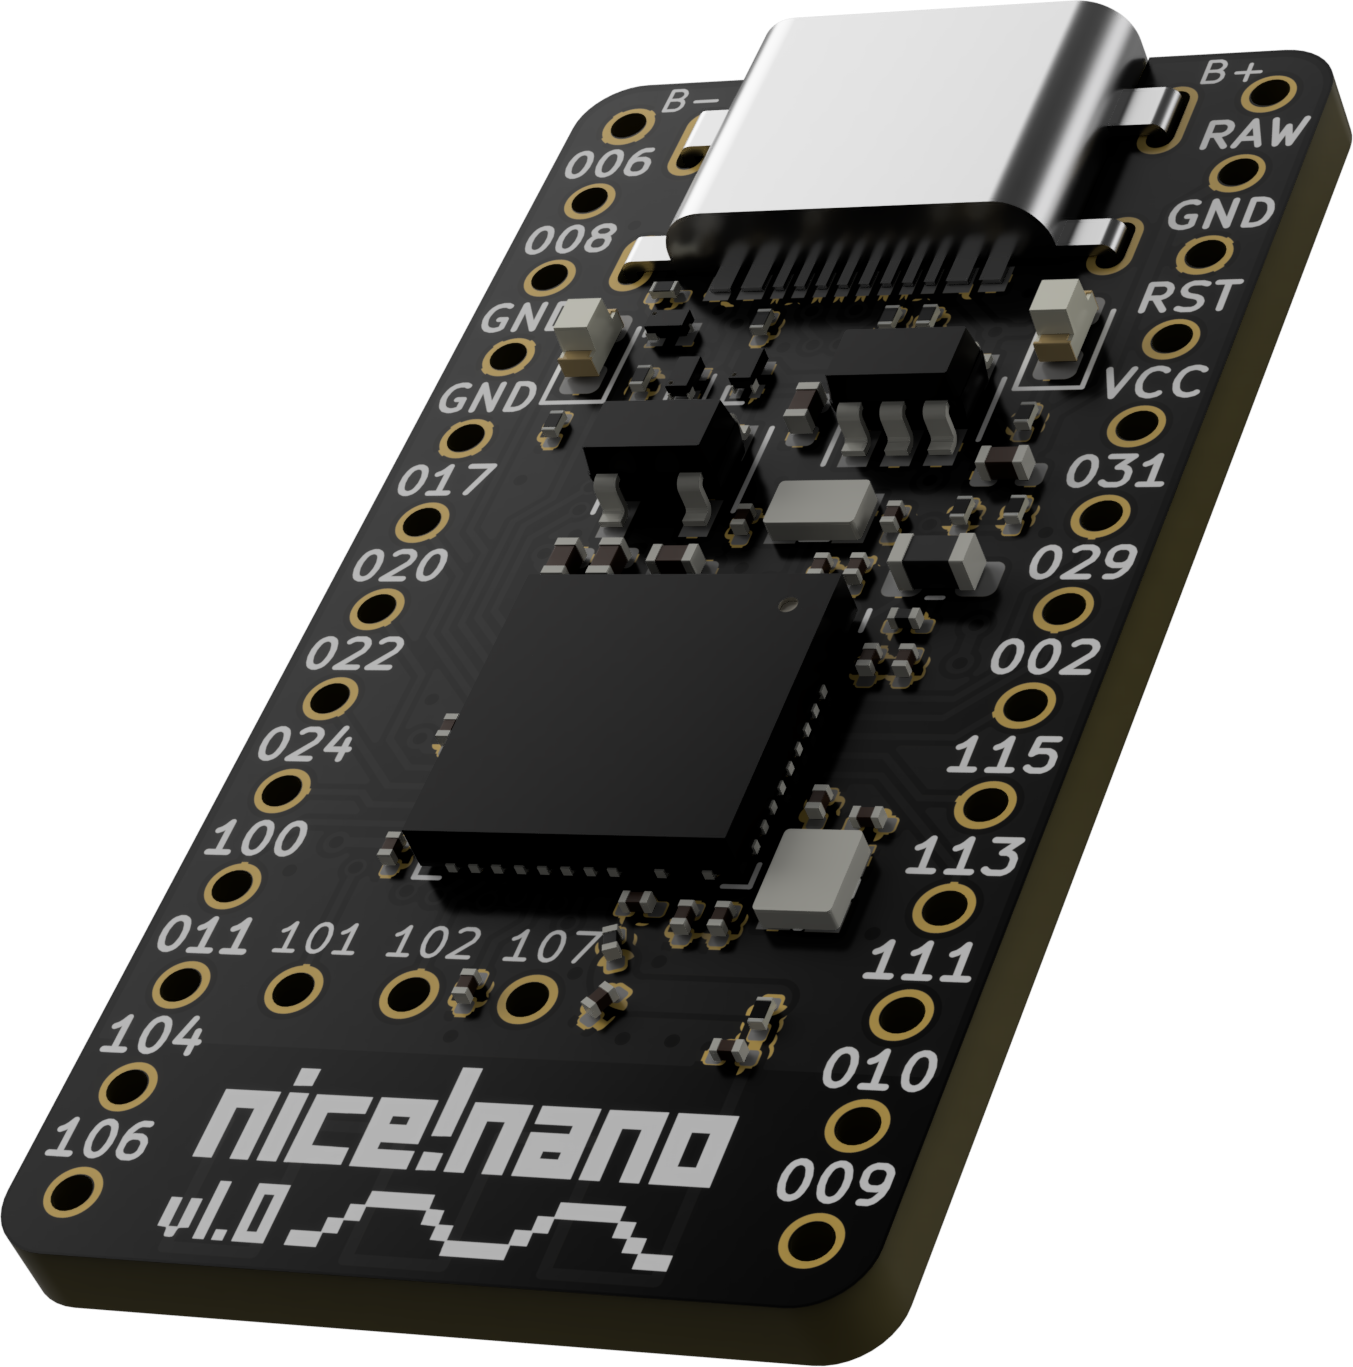 B- B+
006 RAW
008 GND
GND RST
GND VCC
017 031
020 029
022 002
024 115
100 113
011 101 102 107 111
104 010
106 009
nice!nano
v1.0